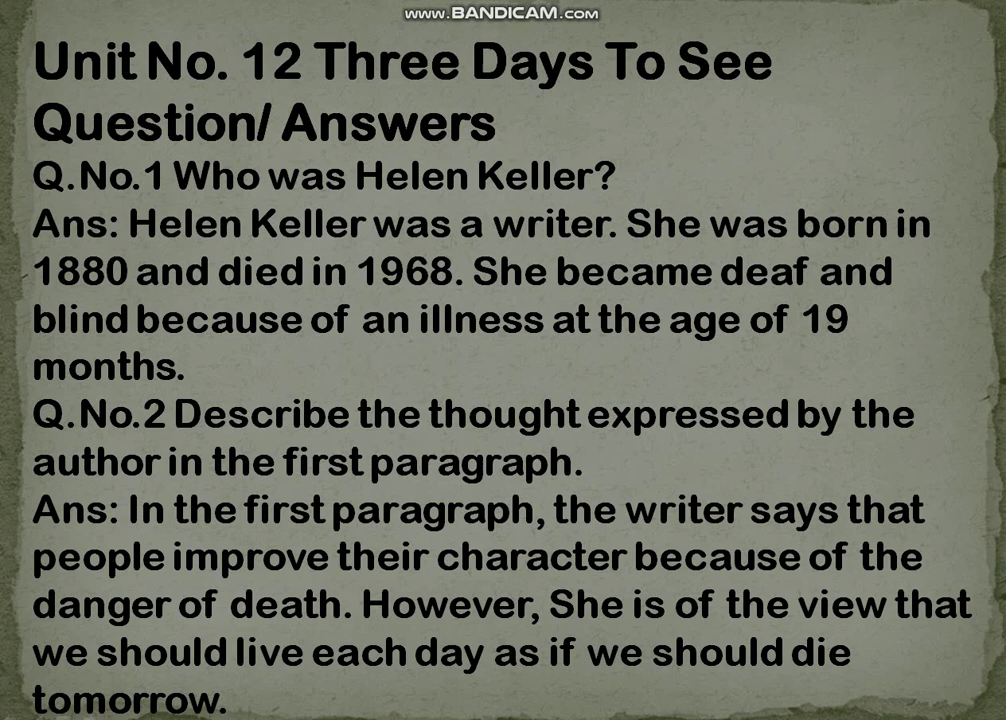 www.BANDICAM.com
Unit No. 12 Three Days To See
Question/ Answers
Q.No.1 Who was Helen Keller?
Ans: Helen Keller was a writer. She was born in
1880 and died in 1968. She became deaf and
blind because of an illness at the age of 19
months.
Q.No.2 Describe the thought expressed by the
author in the first paragraph.
Ans: In the first paragraph, the writer says that
people improve their character because of the
danger of death. However, She is of the view that
we should live each day as if we should die
tomorrow.